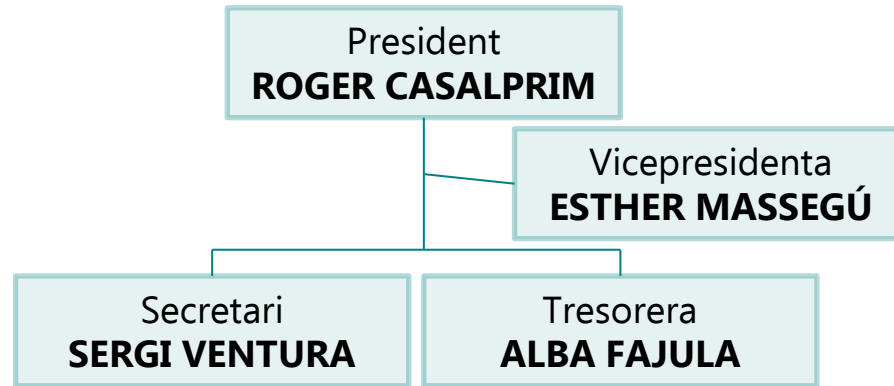 President
ROGER CASALPRIM
Vicepresidenta
ESTHER MASSEGÚ
Secretari
SERGI VENTURA
Tresorera
ALBA FAJULA